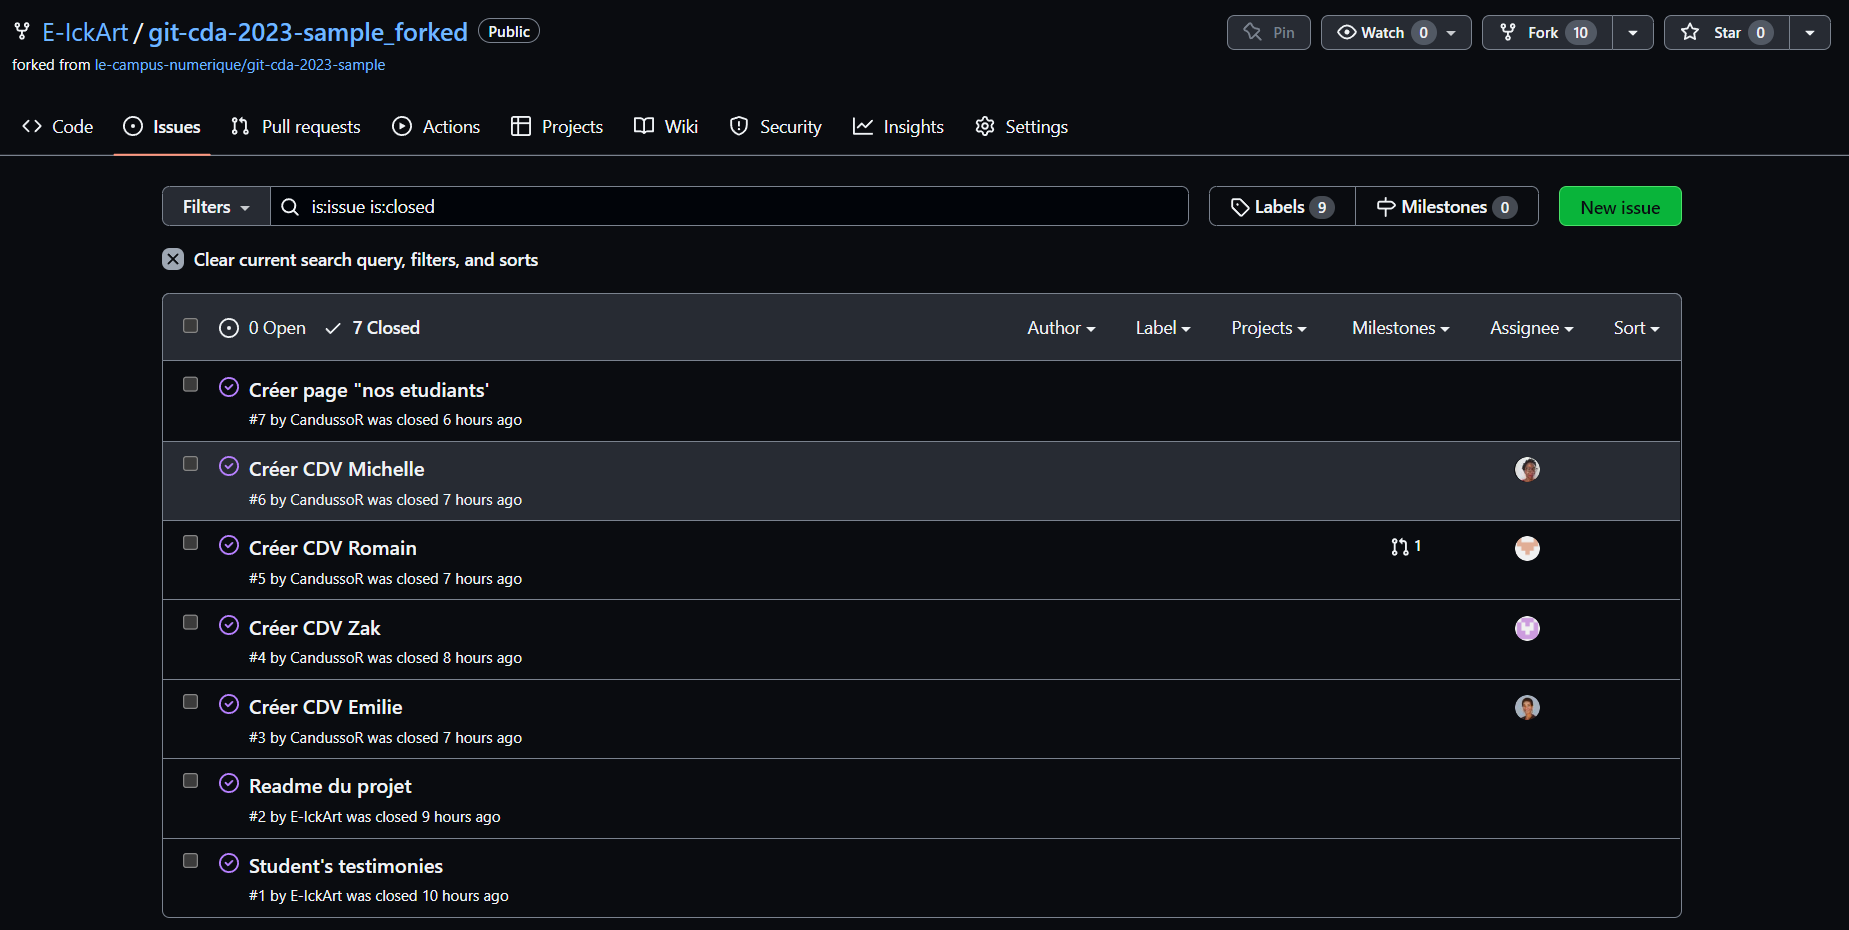 E-IckArt / git-cda-2023-sample_forked Public Pin Watch 0 Fork 10 Star 0
forked from le-campus-numerique/git-cda-2023-sample
Code Issues Pull requests Actions Projects Wiki Security Insights Settings
Filters is:issue is:closed Labels 9 Milestones 0 New issue
Clear current search query, filters, and sorts
0 Open 7 Closed Author Label Projects Milestones Assignee Sort
Créer page "nos etudiants'
#7 by CandussoR was closed 6 hours ago
Créer CDV Michelle
#6 by CandussoR was closed 7 hours ago
Créer CDV Romain 1
#5 by CandussoR was closed 7 hours ago
Créer CDV Zak
#4 by CandussoR was closed 8 hours ago
Créer CDV Emilie
#3 by CandussoR was closed 7 hours ago
Readme du projet
#2 by E-IckArt was closed 9 hours ago
Student's testimonies
#1 by E-IckArt was closed 10 hours ago